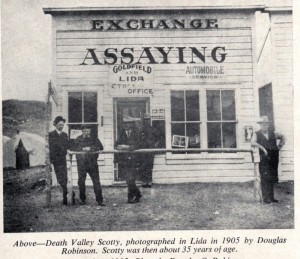 EXCHANGE
ASSAYING
GOLDFIELD
AND
LIDA
AUTOMOBILE
OFFICE
Above—Death Valley Scotty, photographed in Lida in 1905 by Douglas
Robinson. Scotty was then about 35 years of age.